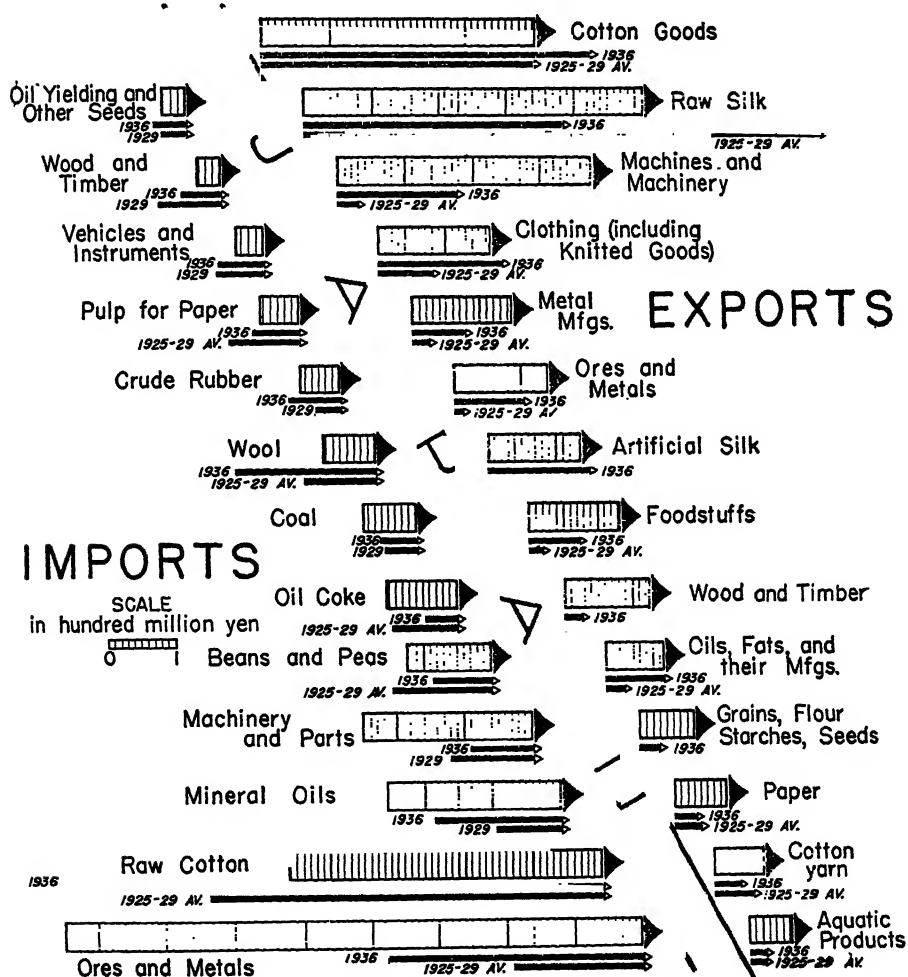 Cotton Goods
1936
1925-29 AV.
Oil Yielding and
Other Seeds
1936
1929
Raw Silk
1936
1925-29 AV.
Wood and
Timber
1936
1929
Machines and
Machinery
1936
1925-29 AV.
Vehicles and
Instruments
1936
1929
Clothing (including
Knitted Goods)
1936
1925-29 AV.
Pulp for Paper
1936
1925-29 AV.
Metal
Mfgs.
1936
1925-29 AV.
EXPORTS
Crude Rubber
1936
1929
Ores and
Metals
1936
1925-29 AV
Wool
1936
1925-29 AV.
Artificial Silk
1936
Coal
1936
1929
Foodstuffs
1936
1925-29 AV.
IMPORTS
SCALE
in hundred million yen
0 1
Oil Coke
1936
1925-29 AV.
Wood and Timber
1936
Beans and Peas
1936
1925-29 AV.
Oils, Fats, and
their Mfgs.
1936
1925-29 AV.
Machinery
and Parts
1936
1929
Grains, Flour
Starches, Seeds
1936
Mineral Oils
1936
1929
Paper
1936
1925-29 AV.
Raw Cotton
1936
1925-29 AV.
Cotton
yarn
1936
1925-29 AV.
Ores and Metals
1936
1925-29 AV.
Aquatic
Products
1936
1925-29 AV.